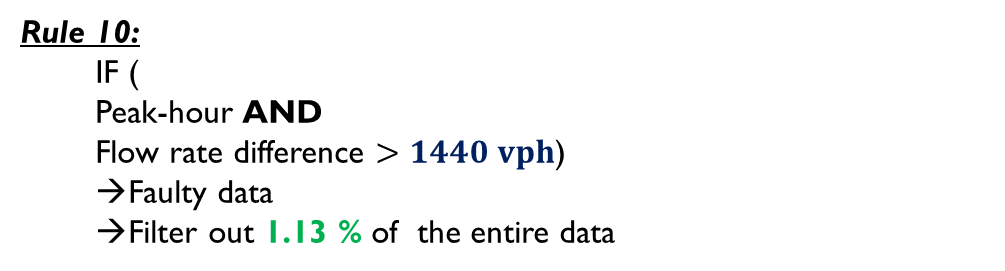 Rule 10:
IF (
Peak-hour AND
Flow rate difference > 1440 vph)
→Faulty data
→Filter out 1.13 % of the entire data